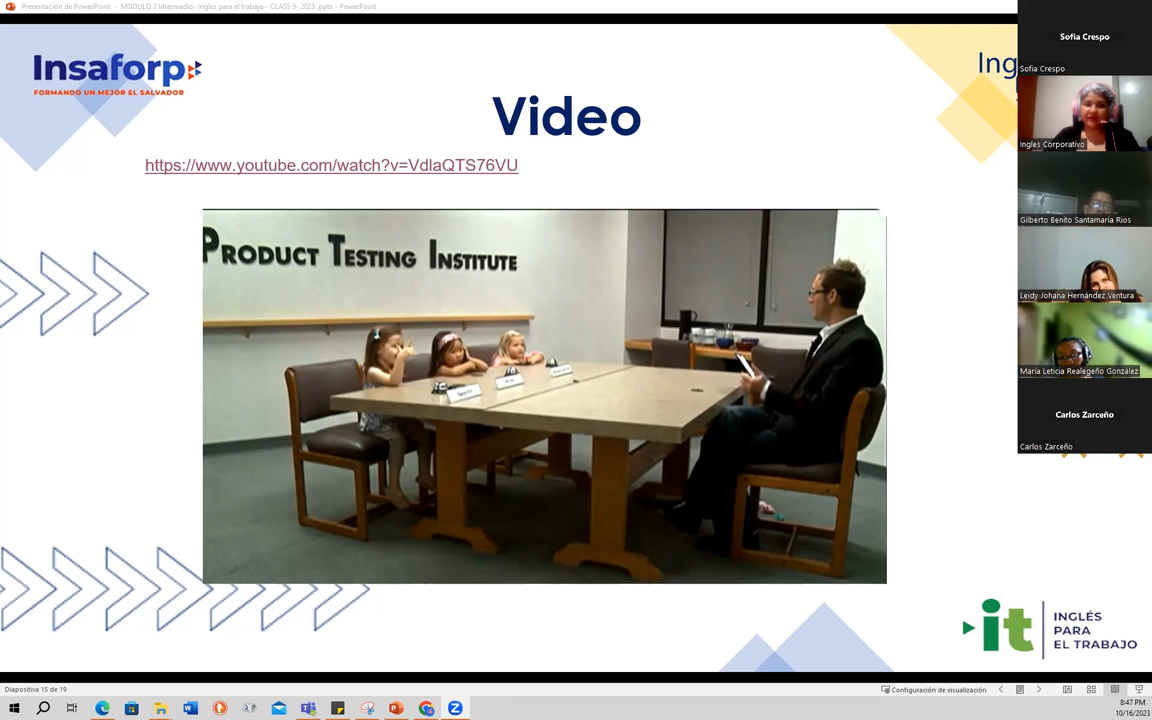 Presentación de PowerPoint - MODULO 2 Intermedio- Ingles para el trabajo - CLASS 9- 2023 .pptx - PowerPoint
Insaforp
FORMANDO UN MEJOR EL SALVADOR
Ing
Video
https://www.youtube.com/watch?v=VdlaQTS76VU
PRODUCT TESTING INSTITUTE
Sofia Crespo
Sofia Crespo
Ingles Corporativo
Gilberto Benito Santamaria Rios
Leidy Johana Hernández Ventura
María Leticia Realegeño González
Carlos Zarceño
Carlos Zarceño
it
INGLÉS
PARA
EL TRABAJO
Diapositiva 15 de 19
Configuración de visualización
8:47 PM
10/16/2023